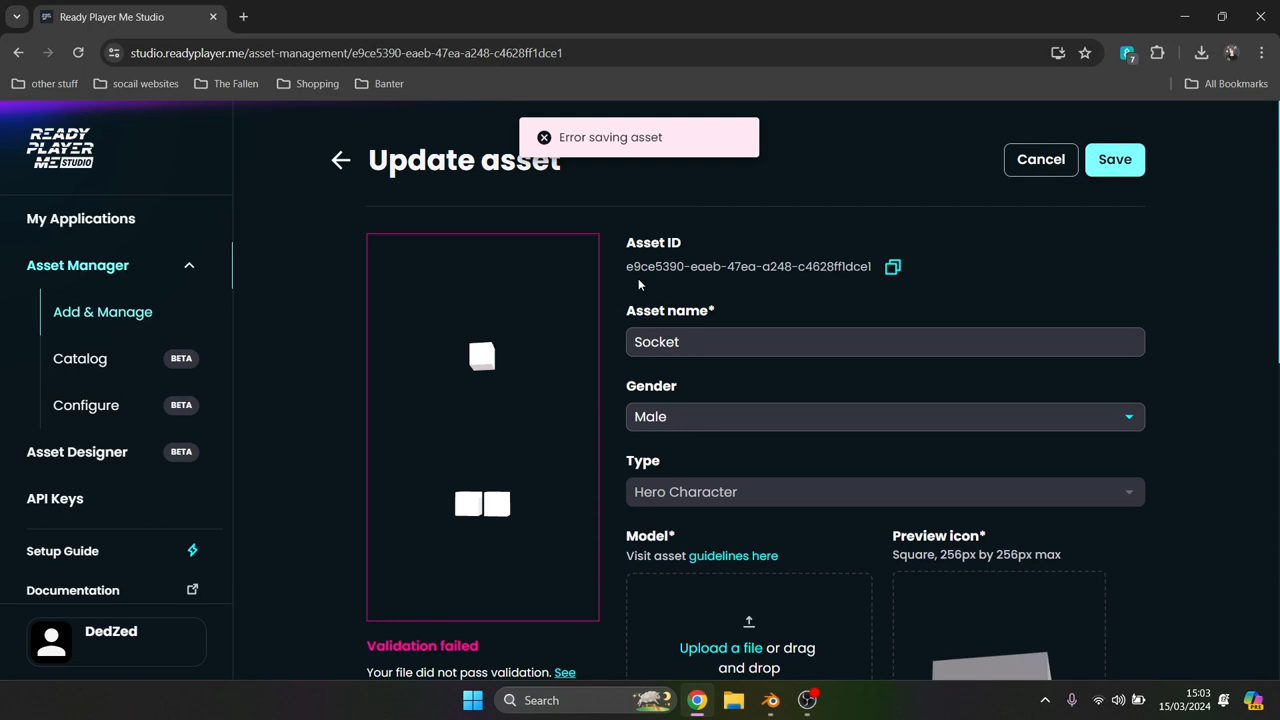 Ready Player Me Studio
studio.readyplayer.me/asset-management/e9ce5390-eaeb-47ea-a248-c4628ff1dce1
7
other stuff
socail websites
The Fallen
Shopping
Banter
All Bookmarks
READY
PLAYER
ME STUDIO
Error saving asset
Update asset
Cancel
Save
My Applications
Asset Manager
Add & Manage
Catalog
BETA
Configure
BETA
Asset Designer
BETA
API Keys
Setup Guide
Documentation
DedZed
Asset ID
e9ce5390-eaeb-47ea-a248-c4628ff1dce1
Asset name*
Socket
Gender
Male
Type
Hero Character
Model*
Visit asset guidelines here
Upload a file or drag
and drop
Preview icon*
Square, 256px by 256px max
Validation failed
Your file did not pass validation. See
Search
15:03
15/03/2024
PRE